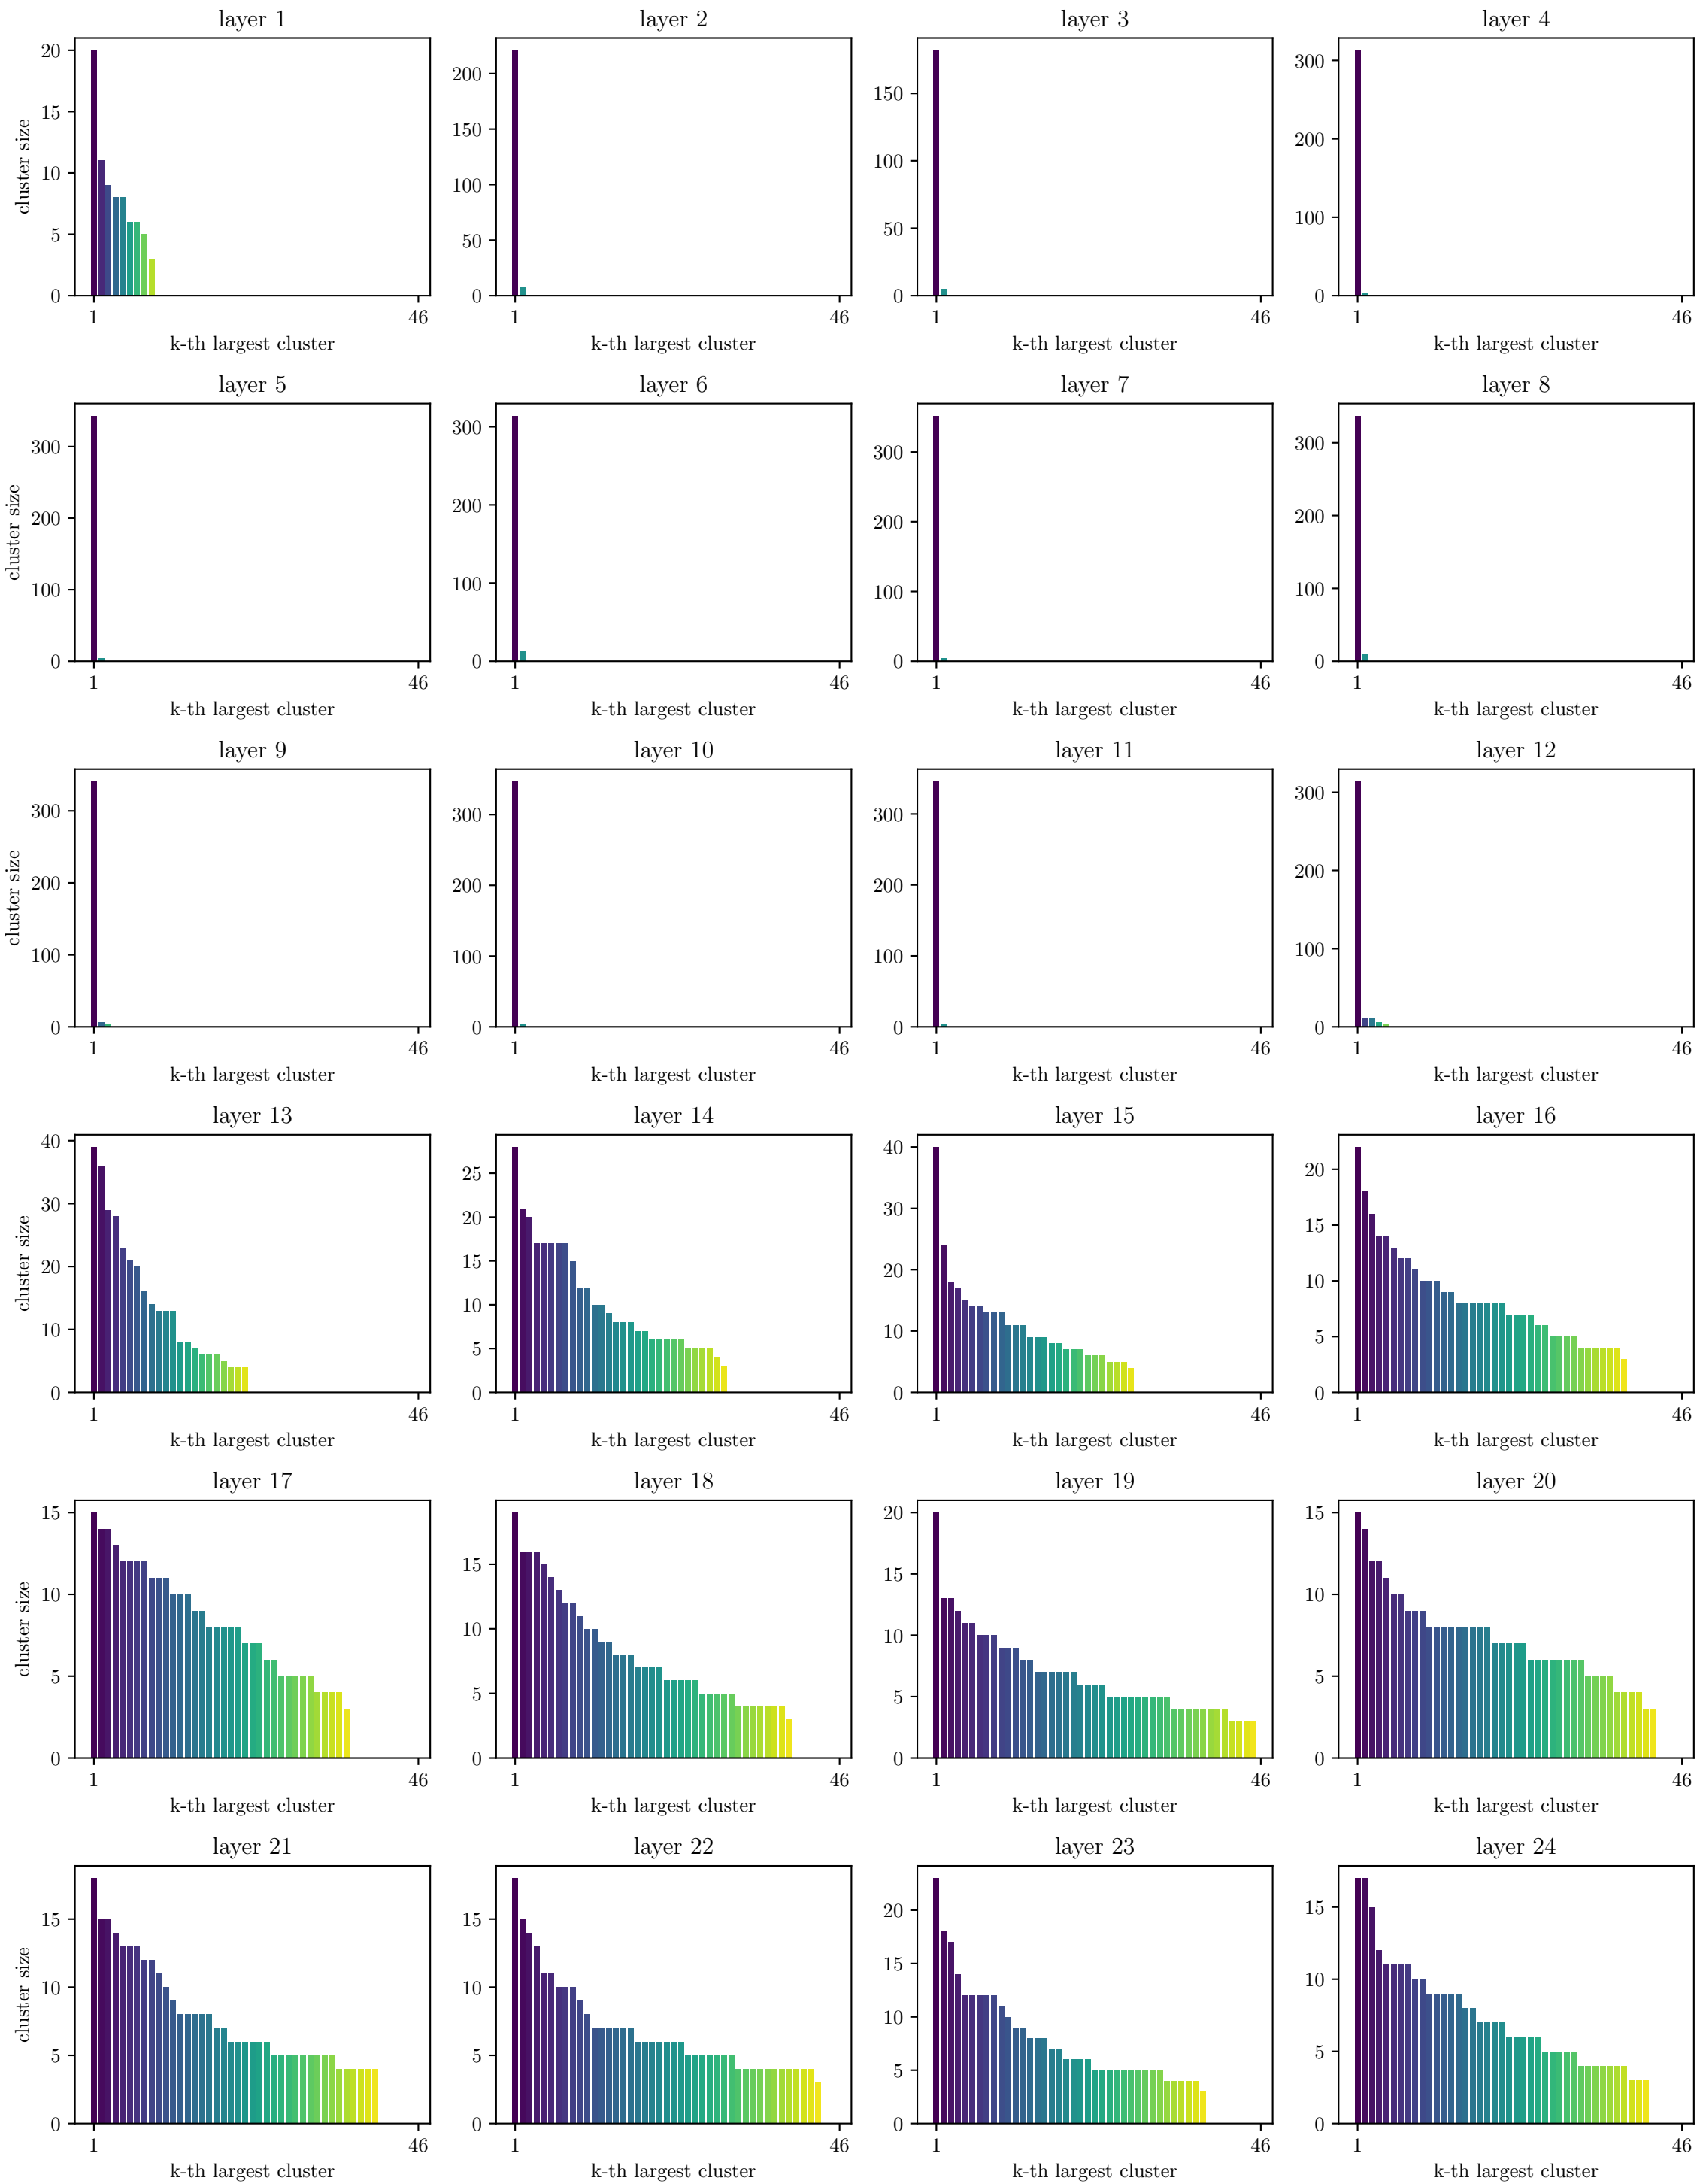 layer 1
layer 2
layer 3
layer 4
20
15
10
5
0
cluster size
1
46
k-th largest cluster
200
150
100
50
0
1
46
k-th largest cluster
150
100
50
0
1
46
k-th largest cluster
300
200
100
0
1
46
k-th largest cluster
layer 5
layer 6
layer 7
layer 8
300
200
100
0
cluster size
1
46
k-th largest cluster
300
200
100
0
1
46
k-th largest cluster
300
200
100
0
1
46
k-th largest cluster
300
200
100
0
1
46
k-th largest cluster
layer 9
layer 10
layer 11
layer 12
300
200
100
0
cluster size
1
46
k-th largest cluster
300
200
100
0
1
46
k-th largest cluster
300
200
100
0
1
46
k-th largest cluster
300
200
100
0
1
46
k-th largest cluster
layer 13
layer 14
layer 15
layer 16
40
30
20
10
0
cluster size
1
46
k-th largest cluster
25
20
15
10
5
0
1
46
k-th largest cluster
40
30
20
10
0
1
46
k-th largest cluster
20
15
10
5
0
1
46
k-th largest cluster
layer 17
layer 18
layer 19
layer 20
15
10
5
0
cluster size
1
46
k-th largest cluster
15
10
5
0
1
46
k-th largest cluster
20
15
10
5
0
1
46
k-th largest cluster
15
10
5
0
1
46
k-th largest cluster
layer 21
layer 22
layer 23
layer 24
15
10
5
0
cluster size
1
46
k-th largest cluster
15
10
5
0
1
46
k-th largest cluster
20
15
10
5
0
1
46
k-th largest cluster
15
10
5
0
1
46
k-th largest cluster